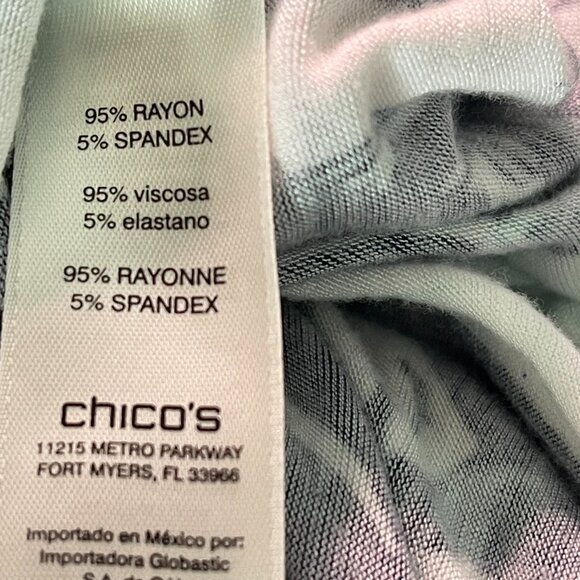 95% RAYON
5% SPANDEX
95% viscosa
5% elastano
95% RAYONNE
5% SPANDEX
chico's
11215 METRO PARKWAY
FORT MYERS, FL 33966
Importado en México por:
Importadora Globastic
S.A. de